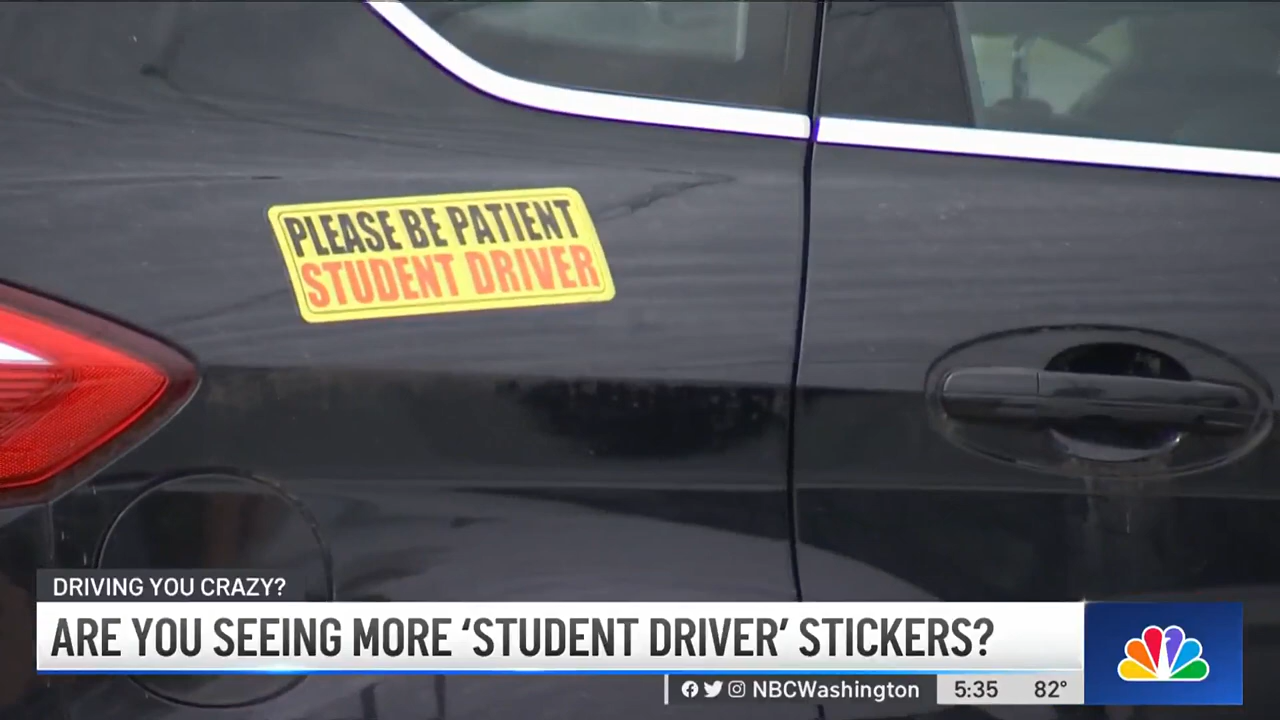 PLEASE BE PATIENT
STUDENT DRIVER
DRIVING YOU CRAZY?
ARE YOU SEEING MORE ‘STUDENT DRIVER’ STICKERS?
NBCWashington 5:35 82°